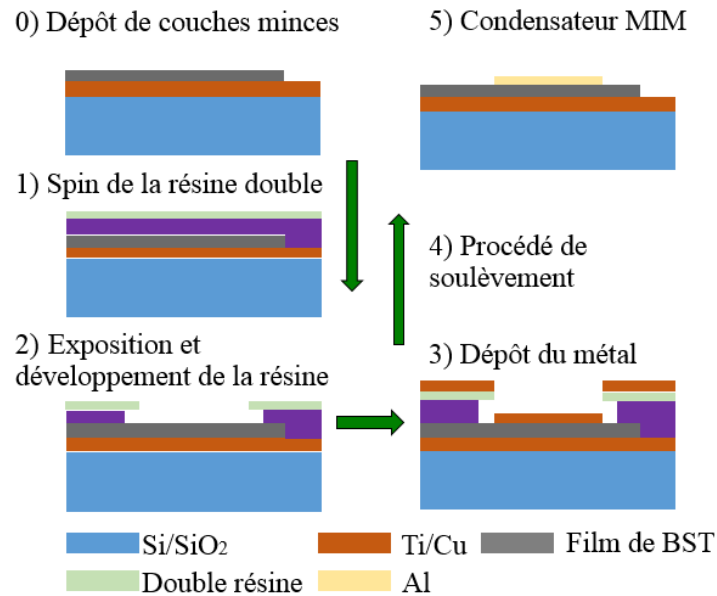 0) Dépôt de couches minces
5) Condensateur MIM
1) Spin de la résine double
4) Procédé de
soulèvement
2) Exposition et
développement de la résine
3) Dépôt du métal
Si/SiO₂
Ti/Cu
Film de BST
Double résine
Al